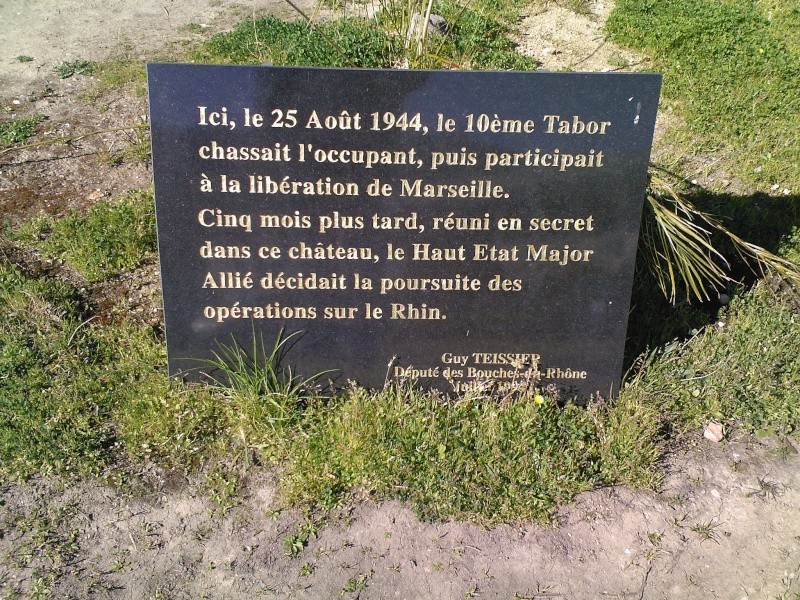 Ici, le 25 Août 1944, le 10ème Tabor
chassait l'occupant, puis participait
à la libération de Marseille.
Cinq mois plus tard, réuni en secret
dans ce château, le Haut Etat Major
Allié décidait la poursuite des
opérations sur le Rhin.
Guy TEISSIER
Député des Bouches-du-Rhône